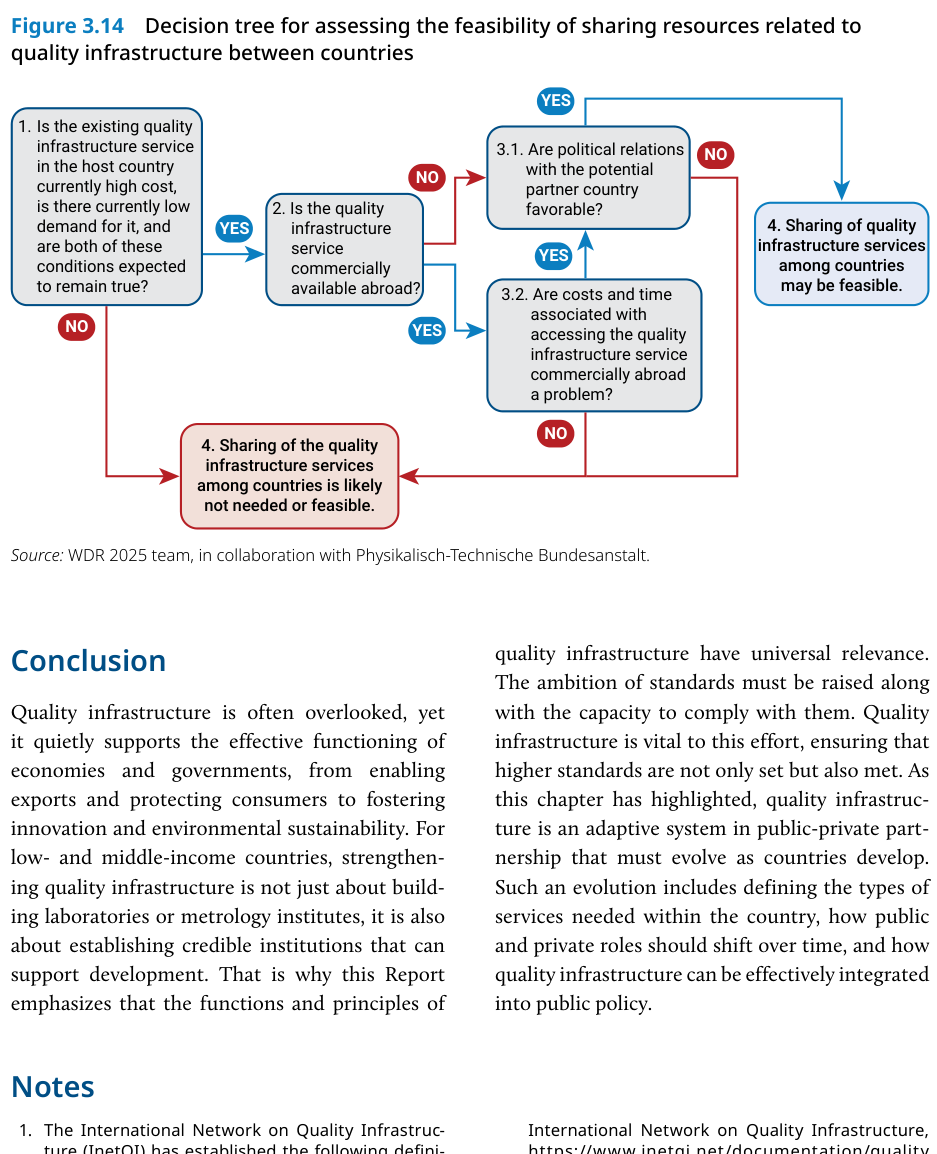 Figure 3.14 Decision tree for assessing the feasibility of sharing resources related to
quality infrastructure between countries
1. Is the existing quality
infrastructure service
in the host country
currently high cost,
is there currently low
demand for it, and
are both of these
conditions expected
to remain true?
YES
NO
2. Is the quality
infrastructure
service
commercially
available abroad?
NO
YES
3.1. Are political relations
with the potential
partner country
favorable?
YES
NO
3.2. Are costs and time
associated with
accessing the quality
infrastructure service
commercially abroad
a problem?
YES
NO
4. Sharing of quality
infrastructure services
among countries
may be feasible.
4. Sharing of the quality
infrastructure services
among countries is likely
not needed or feasible.
Source: WDR 2025 team, in collaboration with Physikalisch-Technische Bundesanstalt.
Conclusion
Quality infrastructure is often overlooked, yet
it quietly supports the effective functioning of
economies and governments, from enabling
exports and protecting consumers to fostering
innovation and environmental sustainability. For
low- and middle-income countries, strengthen-
ing quality infrastructure is not just about build-
ing laboratories or metrology institutes, it is also
about establishing credible institutions that can
support development. That is why this Report
emphasizes that the functions and principles of
quality infrastructure have universal relevance.
The ambition of standards must be raised along
with the capacity to comply with them. Quality
infrastructure is vital to this effort, ensuring that
higher standards are not only set but also met. As
this chapter has highlighted, quality infrastruc-
ture is an adaptive system in public-private part-
nership that must evolve as countries develop.
Such an evolution includes defining the types of
services needed within the country, how public
and private roles should shift over time, and how
quality infrastructure can be effectively integrated
into public policy.
Notes
1. The International Network on Quality Infrastruc-
ture (InetQI) has established the following defini-
International Network on Quality Infrastructure,
https://www.inetqi.net/documentation/quality